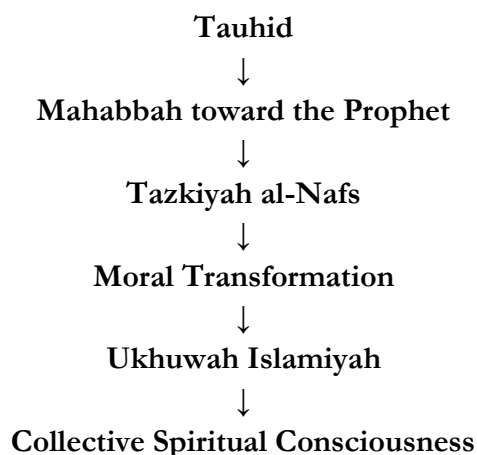 Tauhid
↓
Mahabbah toward the Prophet
↓
Tazkiyah al-Nafs
↓
Moral Transformation
↓
Ukhuwah Islamiyah
↓
Collective Spiritual Consciousness